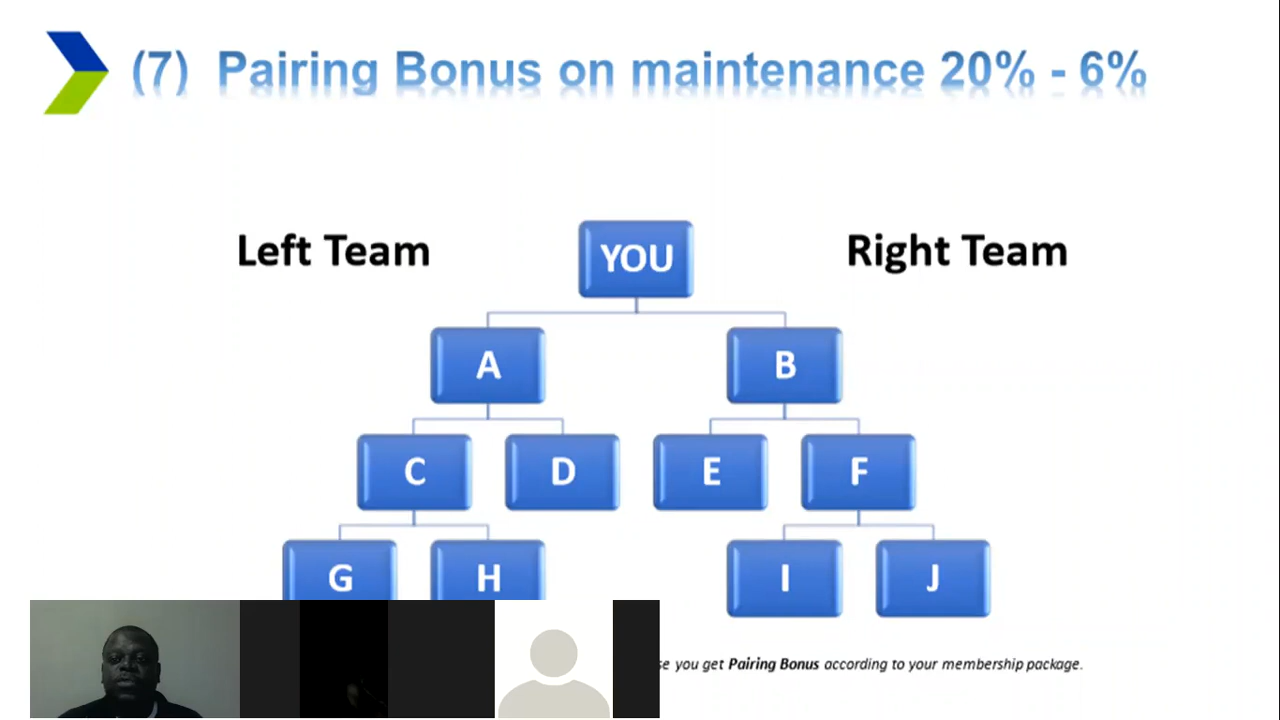 (7) Pairing Bonus on maintenance 20% - 6%
Left Team
YOU
Right Team
A
B
C
D
E
F
G
H
I
J
you get Pairing Bonus according to your membership package.